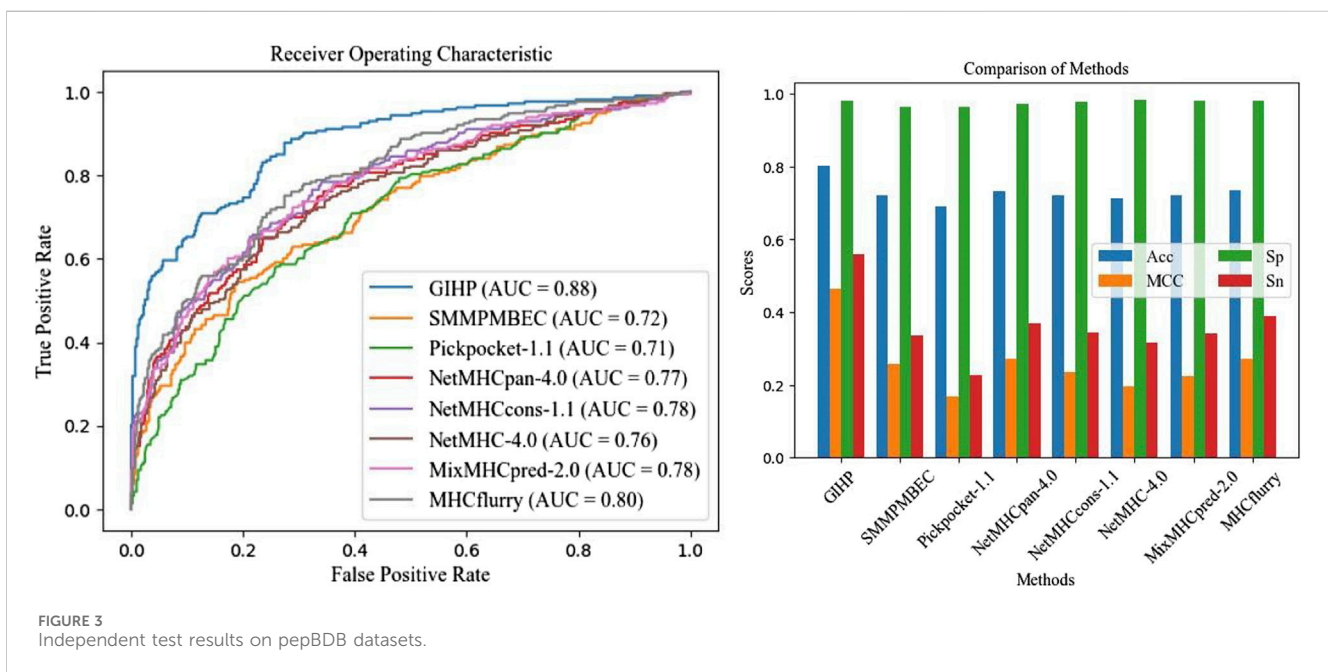 Receiver Operating Characteristic
True Positive Rate
1.0
0.8
0.6
0.4
0.2
0.0
GIHP (AUC = 0.88)
SMMPMBEC (AUC = 0.72)
Pickpocket-1.1 (AUC = 0.71)
NetMHCpan-4.0 (AUC = 0.77)
NetMHCcons-1.1 (AUC = 0.78)
NetMHC-4.0 (AUC = 0.76)
MixMHCpred-2.0 (AUC = 0.78)
MHCflurry (AUC = 0.80)
0.0 0.2 0.4 0.6 0.8 1.0
False Positive Rate
Comparison of Methods
Scores
1.0
0.8
0.6
0.4
0.2
0.0
Acc Sp
MCC Sn
GIHP
SMMPMBEC
Pickpocket-1.1
NetMHCpan-4.0
NetMHCcons-1.1
NetMHC-4.0
MixMHCpred-2.0
MHCflurry
Methods
FIGURE 3
Independent test results on pepBDB datasets.